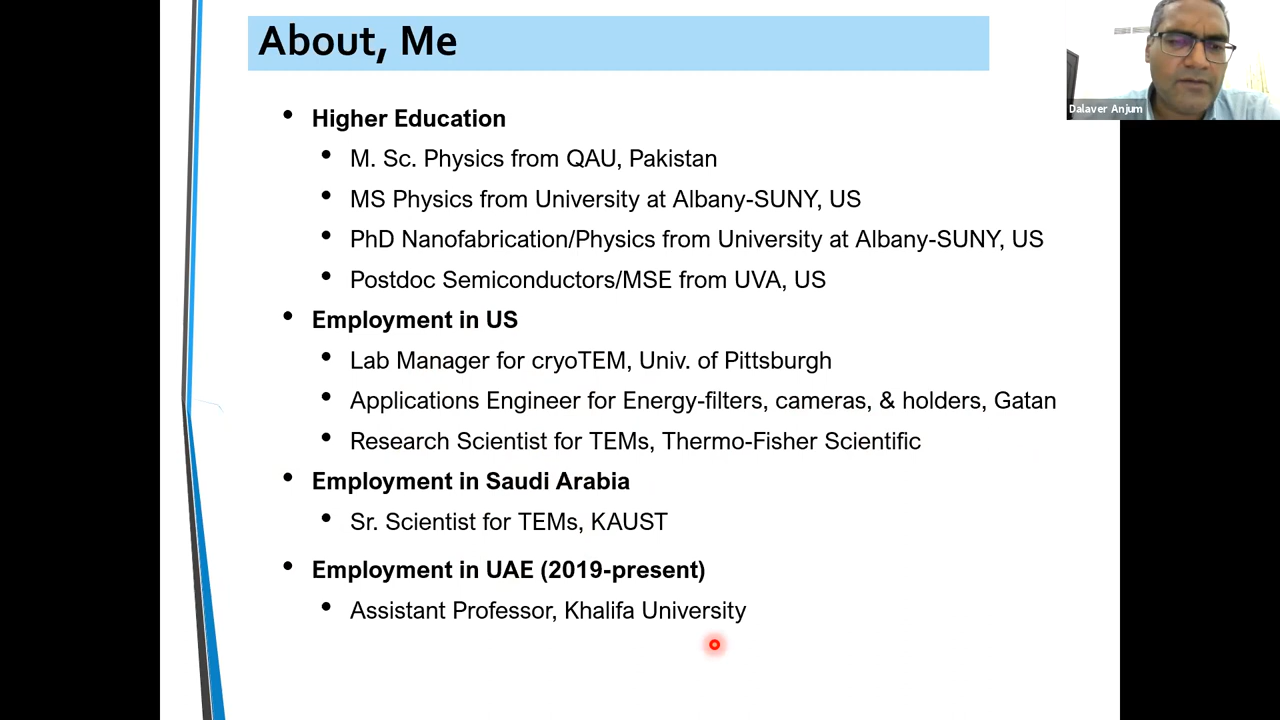 About, Me
Dalaver Anjum
• Higher Education
• M. Sc. Physics from QAU, Pakistan
• MS Physics from University at Albany-SUNY, US
• PhD Nanofabrication/Physics from University at Albany-SUNY, US
• Postdoc Semiconductors/MSE from UVA, US
• Employment in US
• Lab Manager for cryoTEM, Univ. of Pittsburgh
• Applications Engineer for Energy-filters, cameras, & holders, Gatan
• Research Scientist for TEMs, Thermo-Fisher Scientific
• Employment in Saudi Arabia
• Sr. Scientist for TEMs, KAUST
• Employment in UAE (2019-present)
• Assistant Professor, Khalifa University